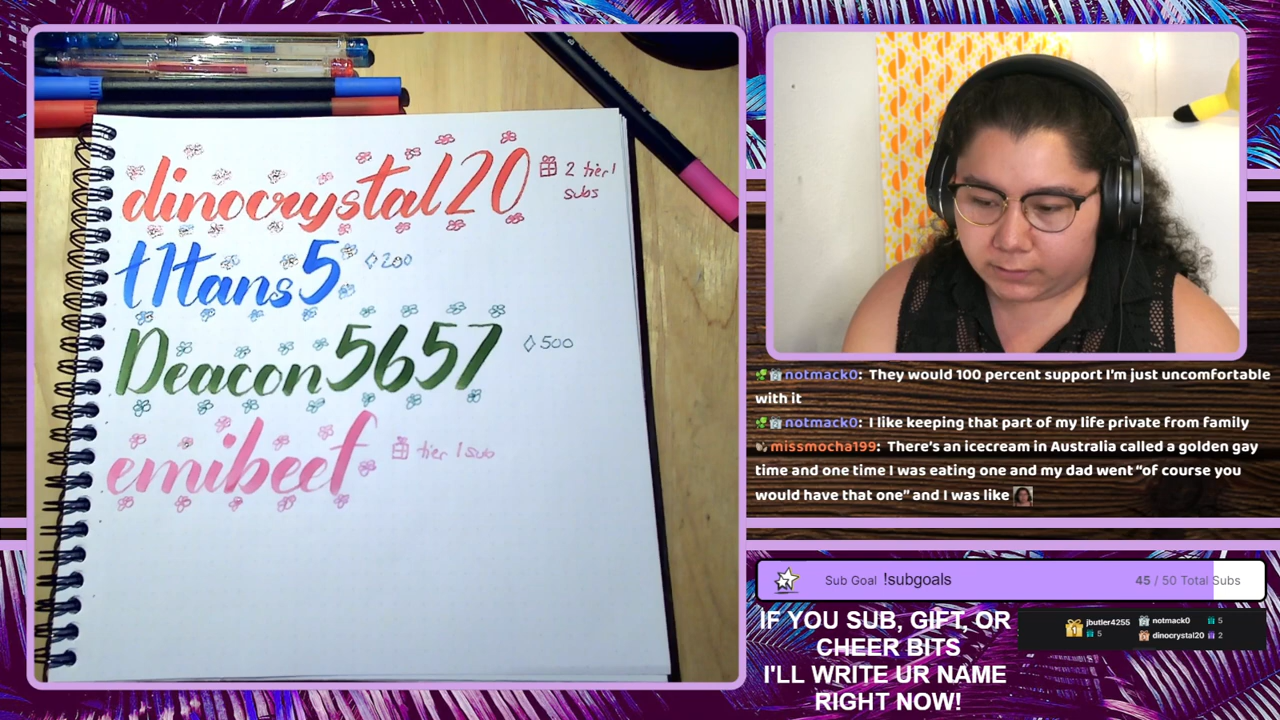 dinocrystal20
2 tier 1
subs
t1tans5
200
Deacon5657
500
emibeef
tier 1 sub
notmack0: They would 100 percent support I'm just uncomfortable
with it
notmack0: I like keeping that part of my life private from family
missmocha199: There's an icecream in Australia called a golden gay
time and one time I was eating one and my dad went “of course you
would have that one” and I was like
Sub Goal !subgoals
45 / 50 Total Subs
IF YOU SUB, GIFT, OR
CHEER BITS
I'LL WRITE UR NAME
RIGHT NOW!
1 jbutler4255 5
notmack0 5
dinocrystal20 2